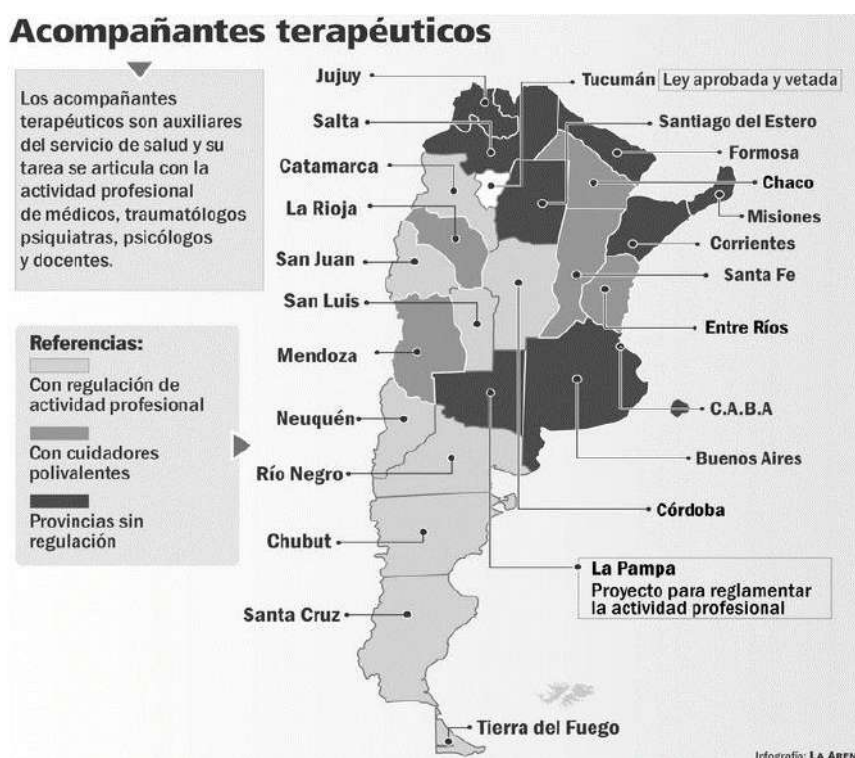 Acompañantes terapéuticos
Los acompañantes
terapéuticos son auxiliares
del servicio de salud y su
tarea se articula con la
actividad profesional
de médicos, traumatólogos
psiquiatras, psicólogos
y docentes.
Referencias:
Con regulación de
actividad profesional
Con cuidadores
polivalentes
Provincias sin
regulación
Jujuy
Salta
Catamarca
La Rioja
San Juan
San Luis
Mendoza
Neuquén
Río Negro
Chubut
Santa Cruz
Tierra del Fuego
Tucumán Ley aprobada y vetada
Santiago del Estero
Formosa
Chaco
Misiones
Corrientes
Santa Fe
Entre Ríos
C.A.B.A
Buenos Aires
Córdoba
La Pampa
Proyecto para reglamentar
la actividad profesional
Infografía: LA AREN